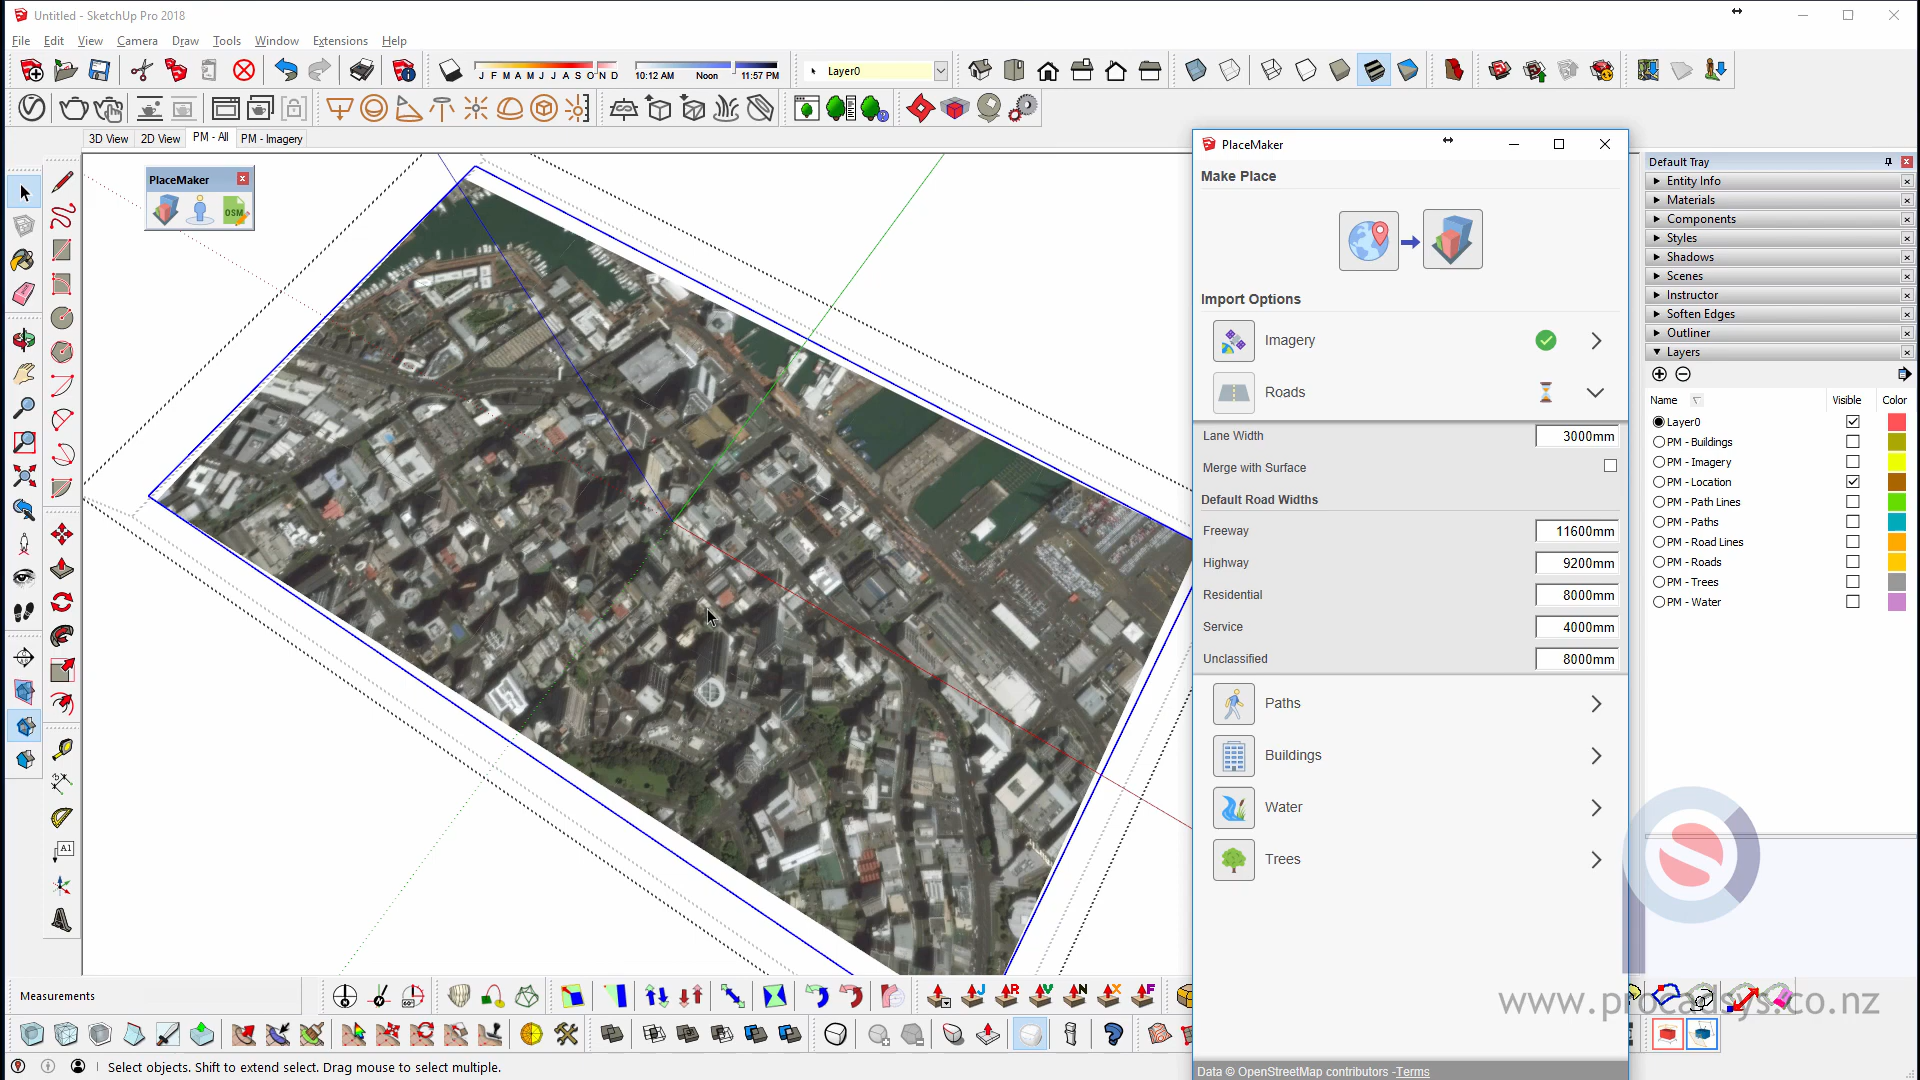 Untitled - SketchUp Pro 2018
File Edit View Camera Draw Tools Window Extensions Help
J F M A M J J A S O N D
10:12 AM Noon 11:57 PM
Layer0
3D View 2D View PM - All PM - Imagery
PlaceMaker
OSM
PlaceMaker
Make Place
Import Options
Imagery
Roads
Lane Width 3000mm
Merge with Surface
Default Road Widths
Freeway 11600mm
Highway 9200mm
Residential 8000mm
Service 4000mm
Unclassified 8000mm
Paths
Buildings
Water
Trees
Data © OpenStreetMap contributors -Terms
Default Tray
Entity Info
Materials
Components
Styles
Shadows
Scenes
Instructor
Soften Edges
Outliner
Layers
Name Visible Color
Layer0
PM - Buildings
PM - Imagery
PM - Location
PM - Path Lines
PM - Paths
PM - Road Lines
PM - Roads
PM - Trees
PM - Water
A1
Measurements
J R V N X F
www.procadsys.co.nz
Select objects. Shift to extend select. Drag mouse to select multiple.